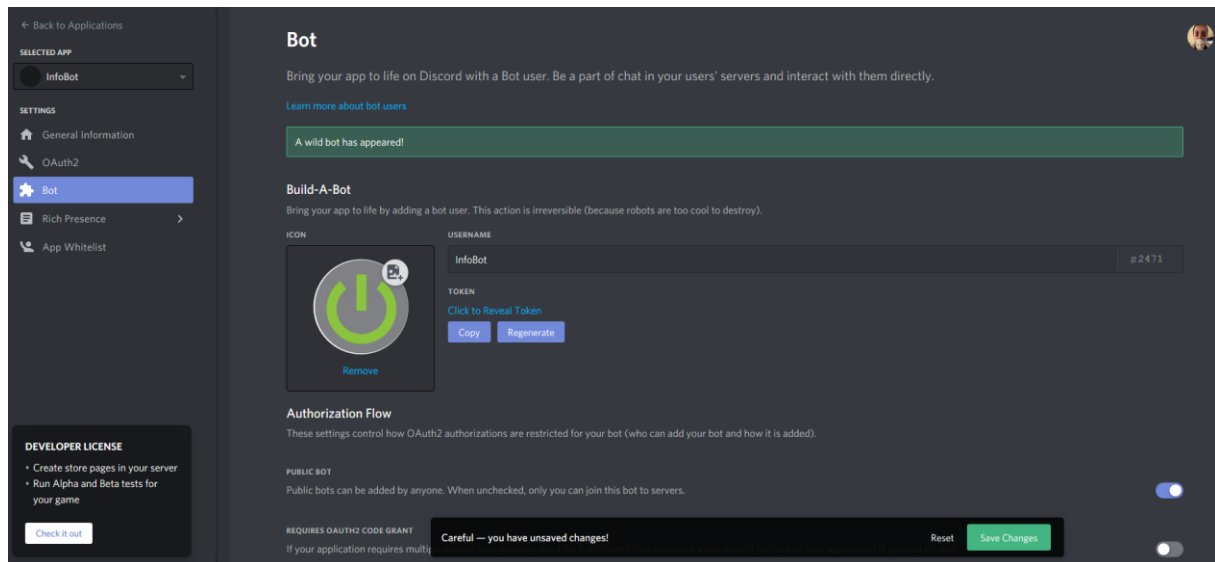 ← Back to Applications
SELECTED APP
InfoBot
SETTINGS
General Information
OAuth2
Bot
Rich Presence
App Whitelist
DEVELOPER LICENSE
• Create store pages in your server
• Run Alpha and Beta tests for
your game
Check it out
Bot
Bring your app to life on Discord with a Bot user. Be a part of chat in your users' servers and interact with them directly.
Learn more about bot users
A wild bot has appeared!
Build-A-Bot
Bring your app to life by adding a bot user. This action is irreversible (because robots are too cool to destroy).
ICON
Remove
USERNAME
InfoBot #2471
TOKEN
Click to Reveal Token
Copy Regenerate
Authorization Flow
These settings control how OAuth2 authorizations are restricted for your bot (who can add your bot and how it is added).
PUBLIC BOT
Public bots can be added by anyone. When unchecked, only you can join this bot to servers.
REQUIRES OAUTH2 CODE GRANT
If your application requires
Careful — you have unsaved changes! Reset Save Changes